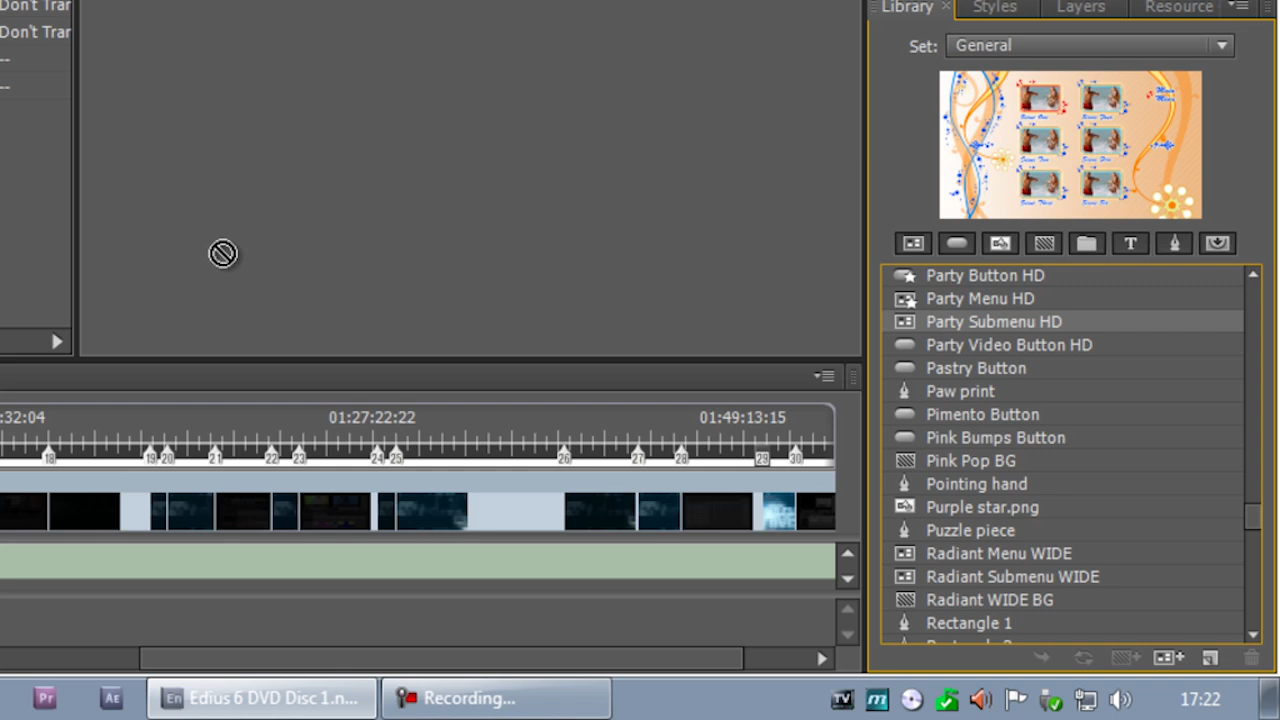 Don't Tran
Don't Tran
--
--
Library × Styles Layers Resource
Set: General
T
Party Button HD
Party Menu HD
Party Submenu HD
Party Video Button HD
Pastry Button
Paw print
Pimento Button
Pink Bumps Button
Pink Pop BG
Pointing hand
Purple star.png
Puzzle piece
Radiant Menu WIDE
Radiant Submenu WIDE
Radiant WIDE BG
Rectangle 1
:32:04 01:27:22:22 01:49:13:15
18 19 20 21 22 23 24 25 26 27 28 29 30
Pr AE En Edius 6 DVD Disc 1.n... Recording... TV m 17:22